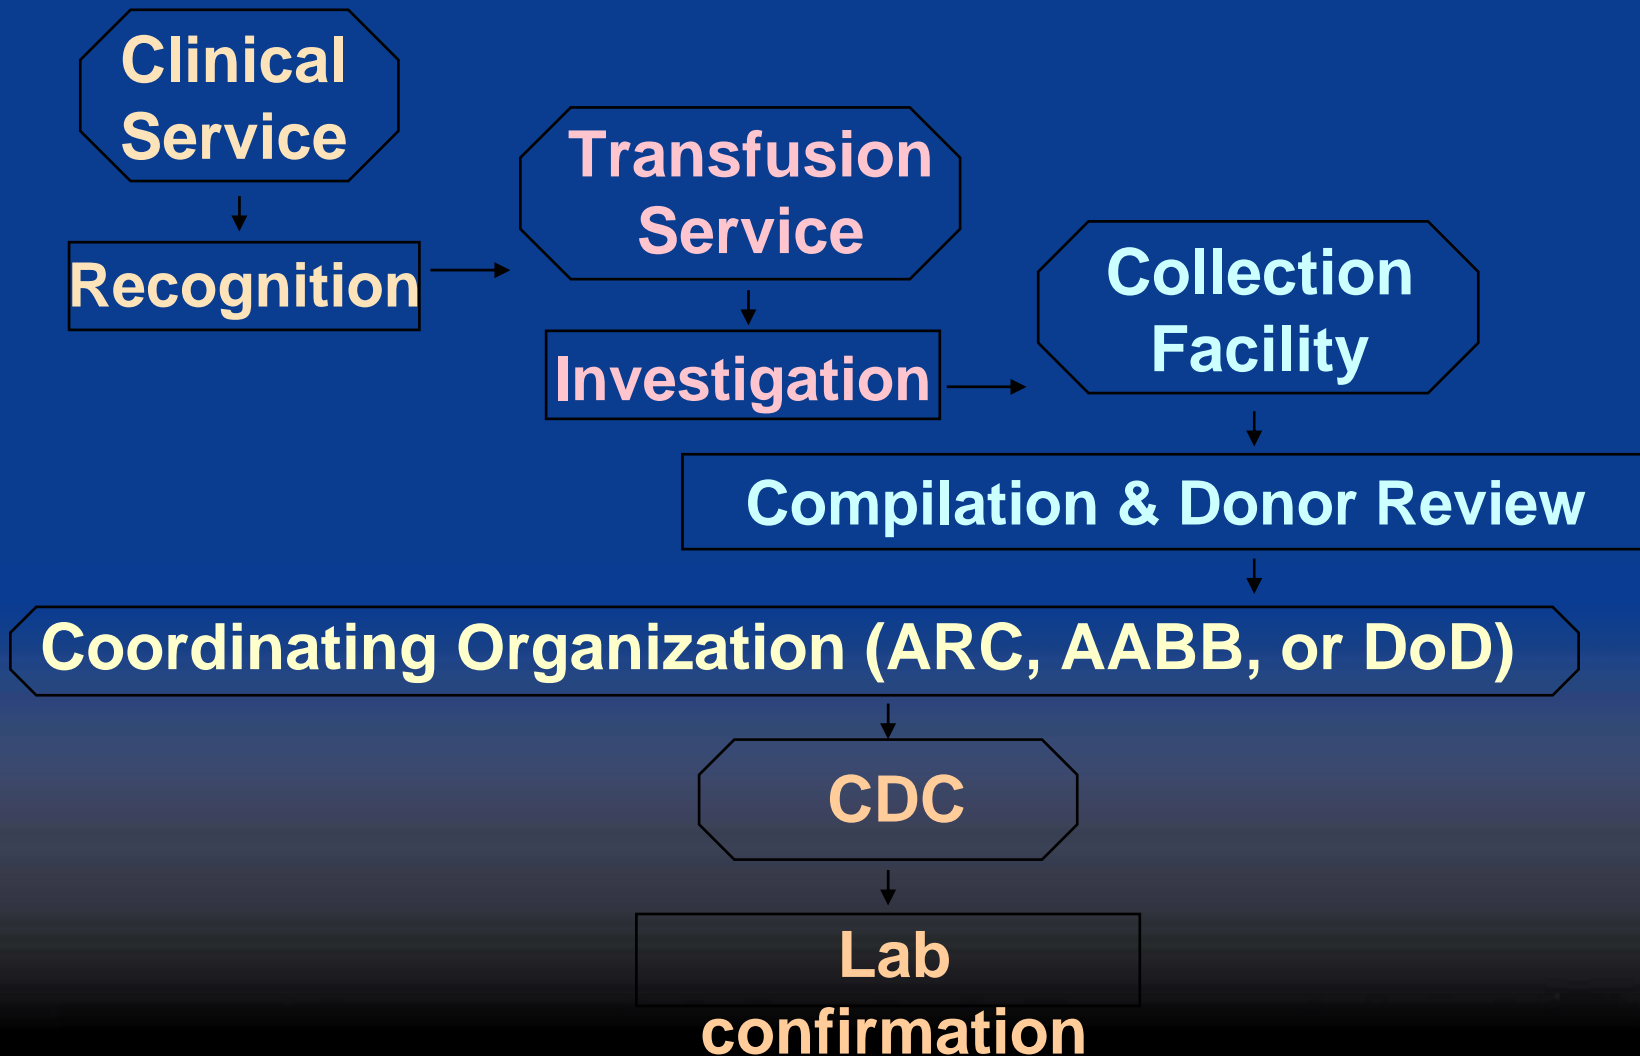 Clinical
Service
Transfusion
Service
Recognition
Collection
Facility
Investigation
Compilation & Donor Review
Coordinating Organization (ARC, AABB, or DoD)
CDC
Lab
confirmation